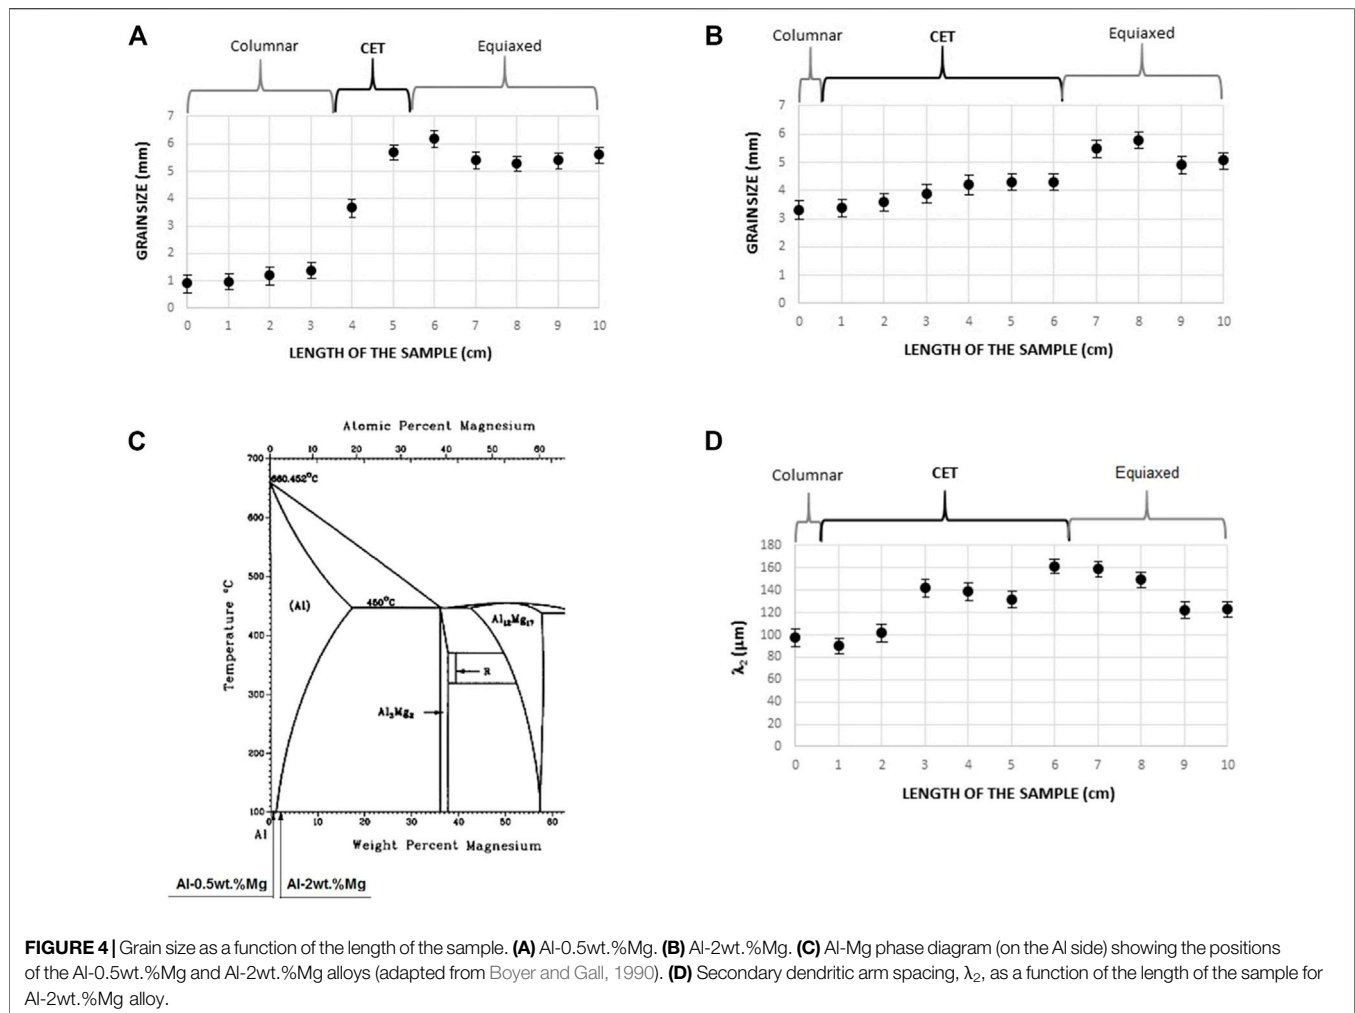 A
Columnar
CET
Equiaxed
GRAIN SIZE (mm)
7
6
5
4
3
2
1
0
0 1 2 3 4 5 6 7 8 9 10
LENGTH OF THE SAMPLE (cm)
B
Columnar
CET
Equiaxed
GRAIN SIZE (mm)
7
6
5
4
3
2
1
0
0 1 2 3 4 5 6 7 8 9 10
LENGTH OF THE SAMPLE (cm)
C
Atomic Percent Magnesium
0 10 20 30 40 50 60
700
600
500
400
300
200
100
Temperature °C
660.452°C
(Al)
450°C
Al₁₂Mg₁₇
R
Al₃Mg₂
0 10 20 30 40 50 60
Al
Weight Percent Magnesium
Al-0.5wt.%Mg
Al-2wt.%Mg
D
Columnar
CET
Equiaxed
λ₂ (μm)
180
160
140
120
100
80
60
40
20
0
0 1 2 3 4 5 6 7 8 9 10
LENGTH OF THE SAMPLE (cm)
FIGURE 4 | Grain size as a function of the length of the sample. (A) Al-0.5wt.%Mg. (B) Al-2wt.%Mg. (C) Al-Mg phase diagram (on the Al side) showing the positions
of the Al-0.5wt.%Mg and Al-2wt.%Mg alloys (adapted from Boyer and Gall, 1990). (D) Secondary dendritic arm spacing, λ₂, as a function of the length of the sample for
Al-2wt.%Mg alloy.